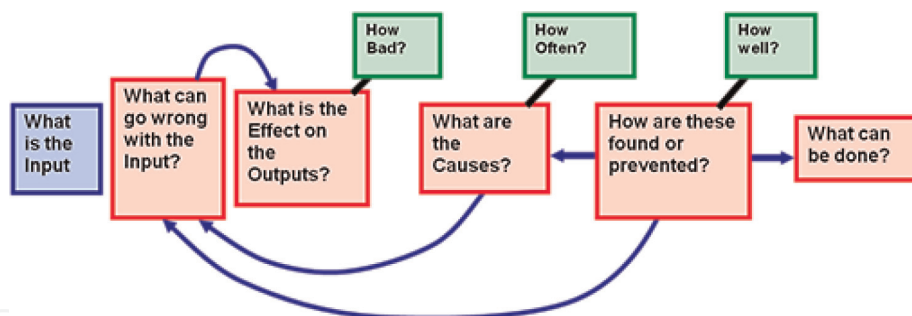 How
Bad?
How
Often?
How
well?
What
is the
Input
What can
go wrong
with the
Input?
What is the
Effect on
the
Outputs?
What are
the
Causes?
How are these
found or
prevented?
What can
be done?